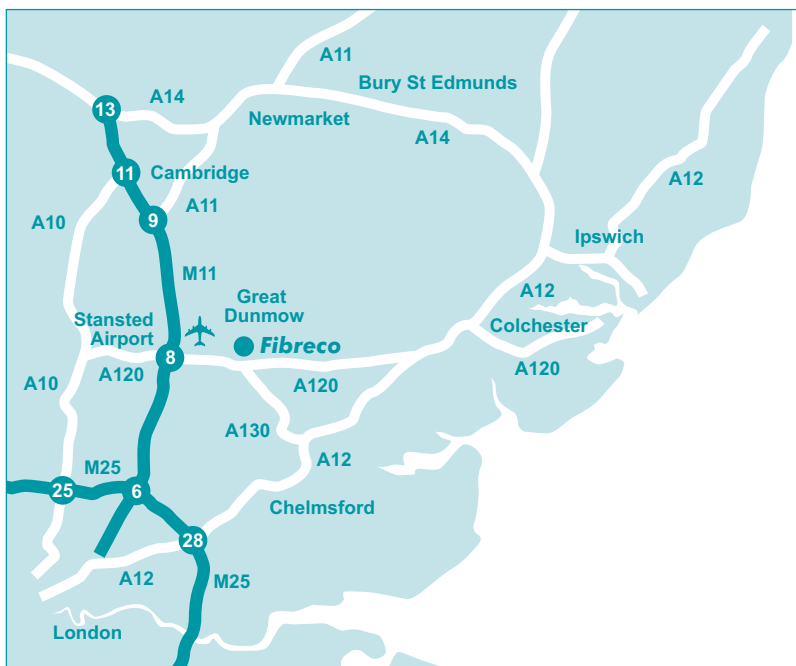 A11
Bury St Edmunds
A14
13
Newmarket
A14
11
Cambridge
A12
A11
9
A10
Ipswich
M11
Great
Dunmow
A12
Stansted
Airport
Colchester
Fibreco
8
A120
A120
A120
A10
A130
A12
M25
25
6
Chelmsford
28
A12
M25
London